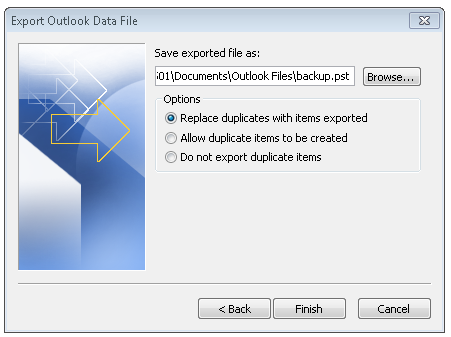 Export Outlook Data File
Save exported file as:
501\Documents\Outlook Files\backup.pst
Browse...
Options
Replace duplicates with items exported
Allow duplicate items to be created
Do not export duplicate items
< Back
Finish
Cancel